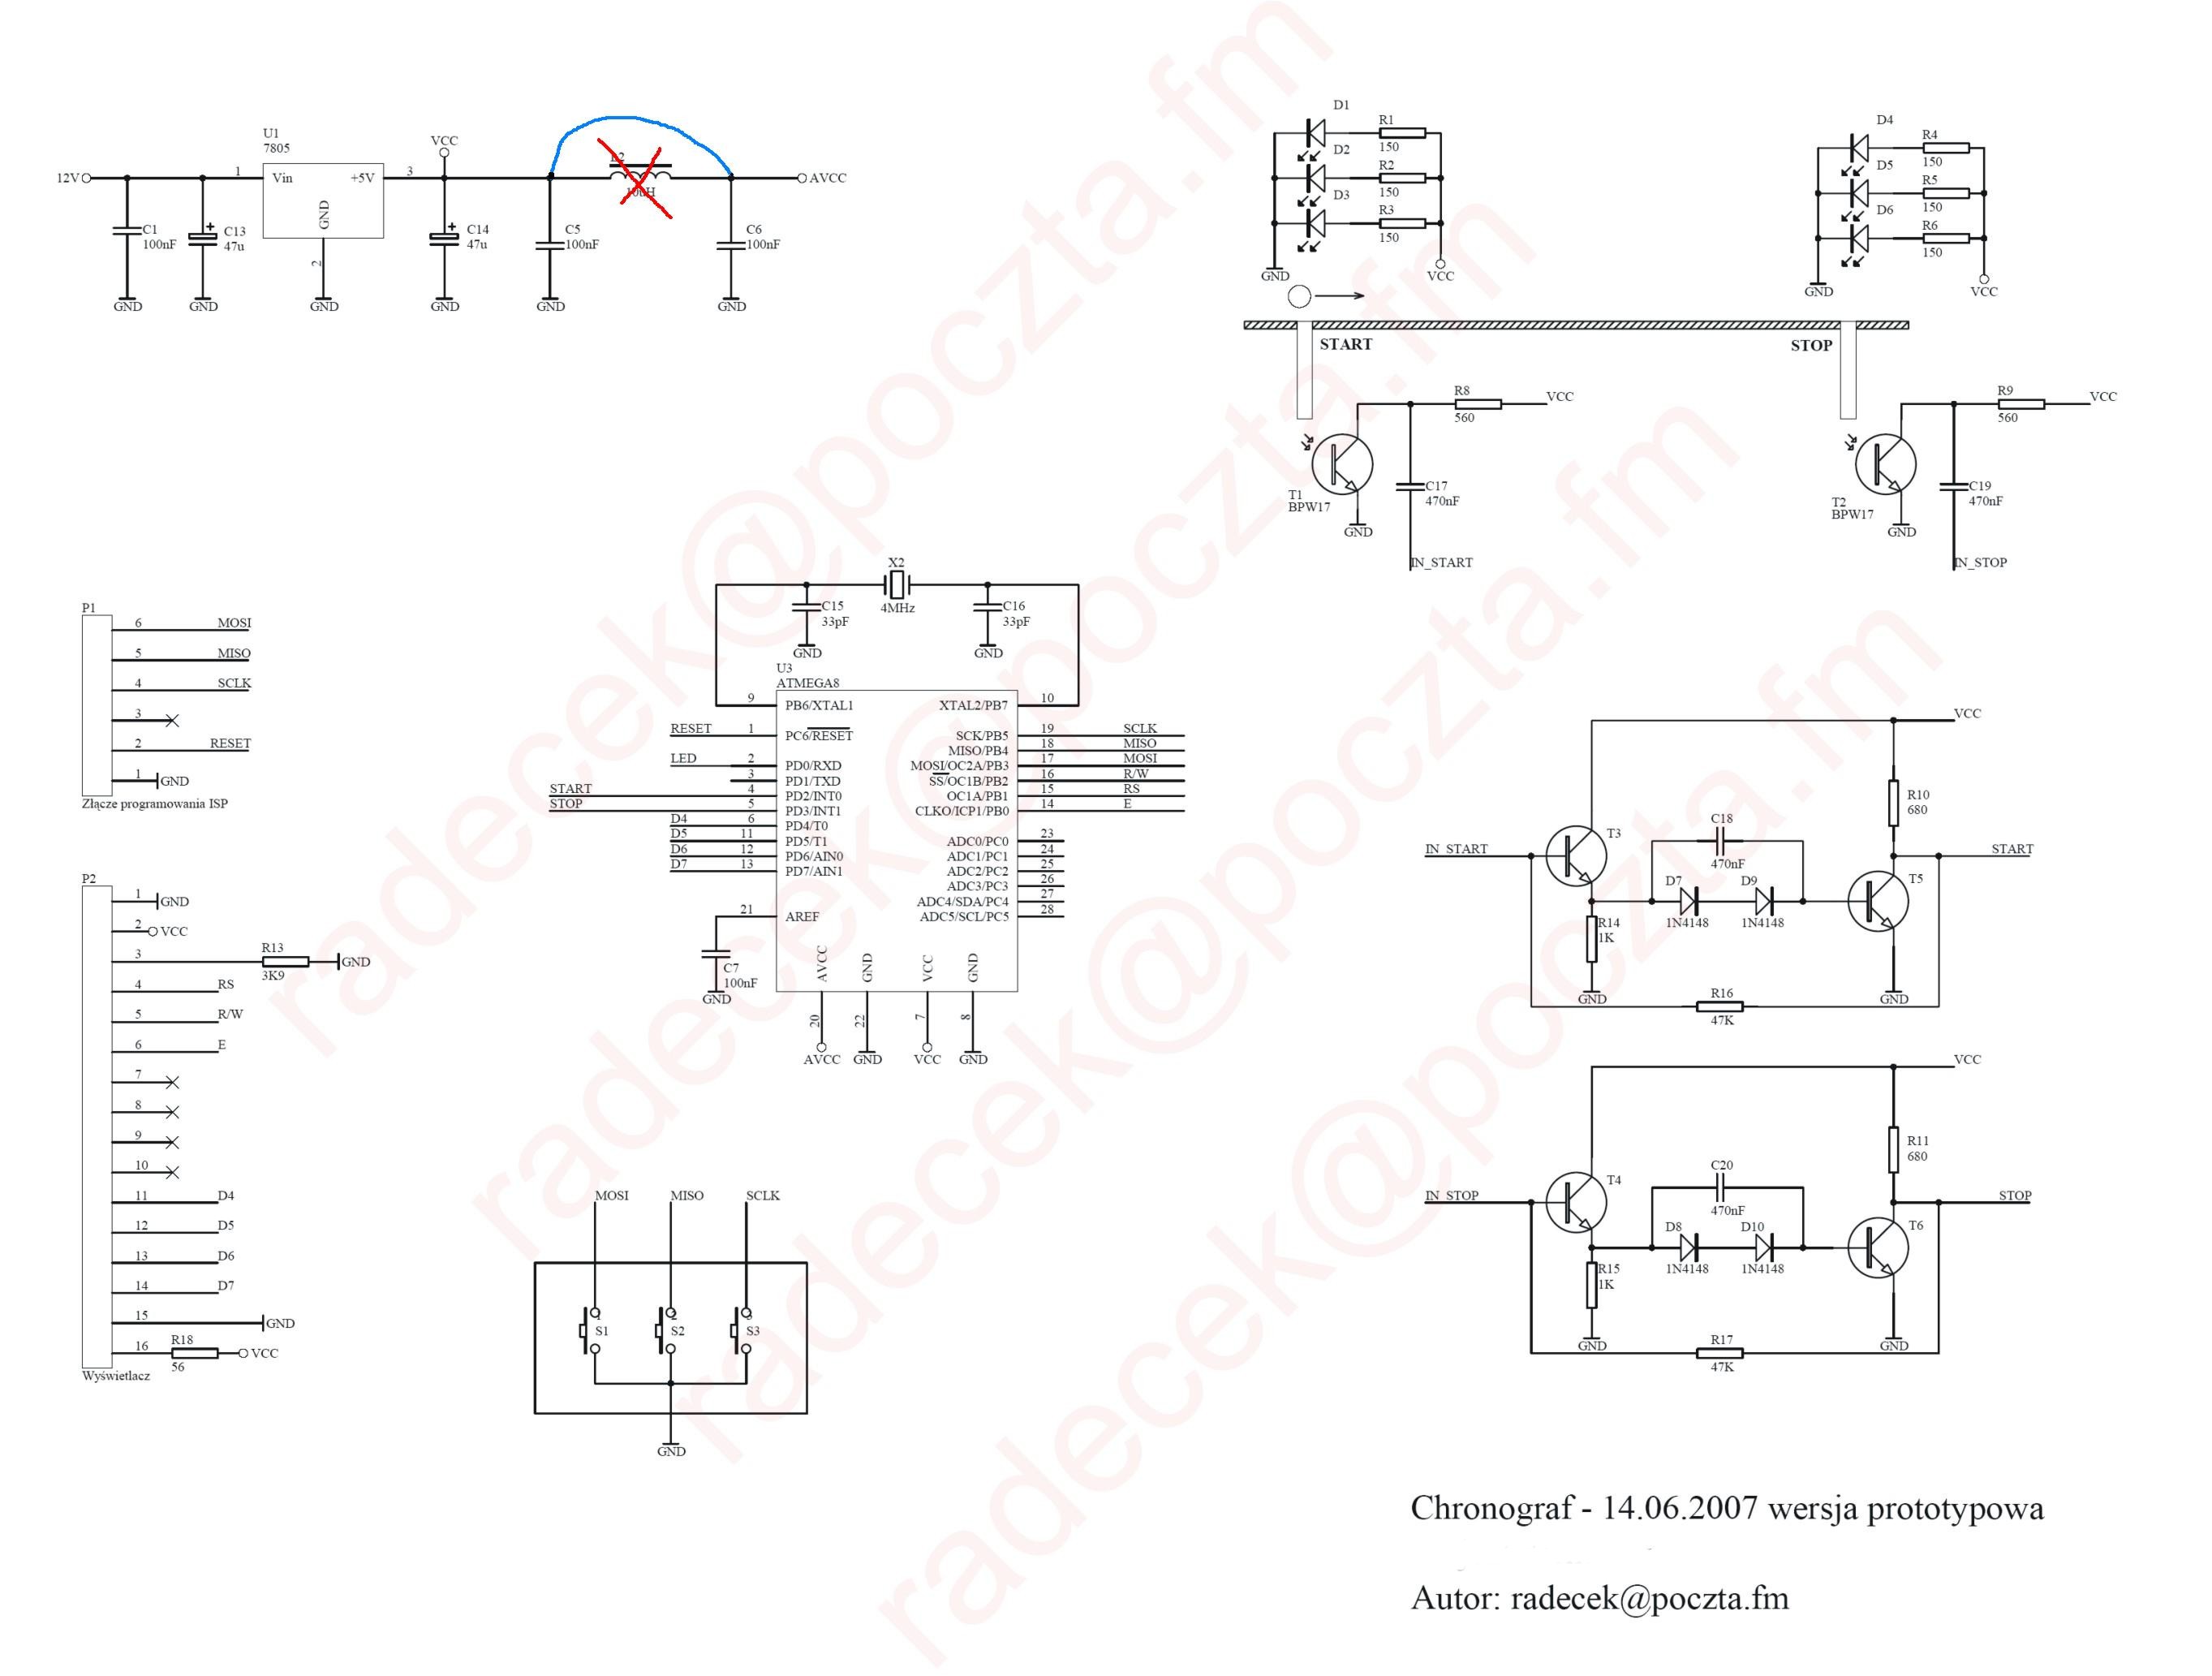 U1
7805
12V
1
Vin
+5V
3
GND
2
VCC
AVCC
C1
100nF
C13
47u
+
C14
47u
+
C5
100nF
C6
100nF
GND
GND
GND
GND
GND
GND
D1
R1
150
D2
R2
150
D3
R3
150
GND
VCC
D4
R4
150
D5
R5
150
D6
R6
150
GND
VCC
START
STOP
R8
560
VCC
T1
BPW17
C17
470nF
GND
IN_START
R9
560
VCC
T2
BPW17
C19
470nF
GND
IN_STOP
P1
6 MOSI
5 MISO
4 SCLK
3
2 RESET
1 GND
Złącze programowania ISP
X2
4MHz
C15
33pF
GND
C16
33pF
GND
U3
ATMEGA8
9 PB6/XTAL1
XTAL2/PB7 10
RESET 1 PC6/RESET
SCK/PB5 19 SCLK
MISO/PB4 18 MISO
LED 2 PD0/RXD
MOSI/OC2A/PB3 17 MOSI
3 PD1/TXD
SS/OC1B/PB2 16 R/W
START 4 PD2/INT0
OC1A/PB1 15 RS
STOP 5 PD3/INT1
CLKO/ICP1/PB0 14 E
D4 6 PD4/T0
D5 11 PD5/T1
ADC0/PC0 23
D6 12 PD6/AIN0
ADC1/PC1 24
D7 13 PD7/AIN1
ADC2/PC2 25
ADC3/PC3 26
ADC4/SDA/PC4 27
21 AREF
ADC5/SCL/PC5 28
C7
100nF
GND
AVCC GND VCC GND
20 22 7 8
AVCC GND VCC GND
P2
1 GND
2 VCC
3 R13 GND
3K9
4 RS
5 R/W
6 E
7
8
9
10
11 D4
12 D5
13 D6
14 D7
15 GND
16 R18 VCC
56
Wyświetlacz
MOSI MISO SCLK
S1 S2 S3
GND
VCC
R10
680
IN_START
T3
C18
470nF
START
D7
1N4148
D9
1N4148
T5
R14
1K
GND
GND
R16
47K
VCC
R11
680
IN_STOP
T4
C20
470nF
STOP
D8
1N4148
D10
1N4148
T6
R15
1K
GND
GND
R17
47K
Chronograf - 14.06.2007 wersja prototypowa
Autor: radecek@poczta.fm
radecek@poczta.fm
radecek@poczta.fm
radecek@poczta.fm
radecek@poczta.fm